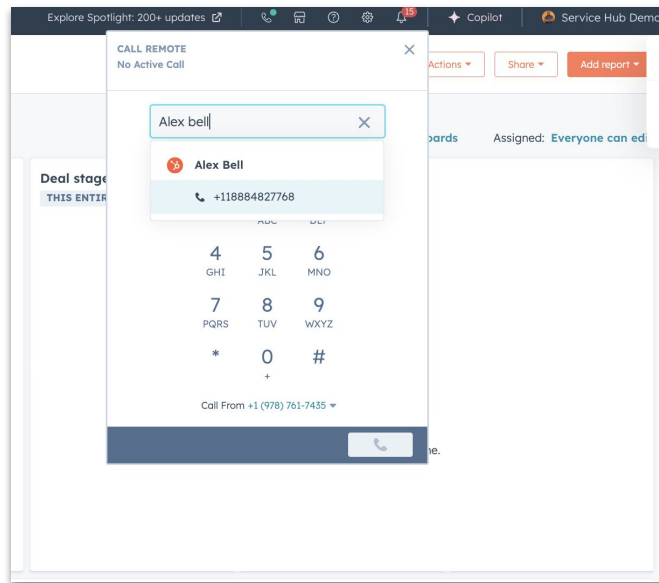 Explore Spotlight: 200+ updates
15
Copilot
Service Hub Demo
CALL REMOTE
No Active Call
Actions
Share
Add report
Alex bell
Assigned: Everyone can edi
Alex Bell
+118884827768
Deal stage
THIS ENTIR
ABC DEF
4 5 6
GHI JKL MNO
7 8 9
PQRS TUV WXYZ
* 0 #
+
Call From +1 (978) 761-7435